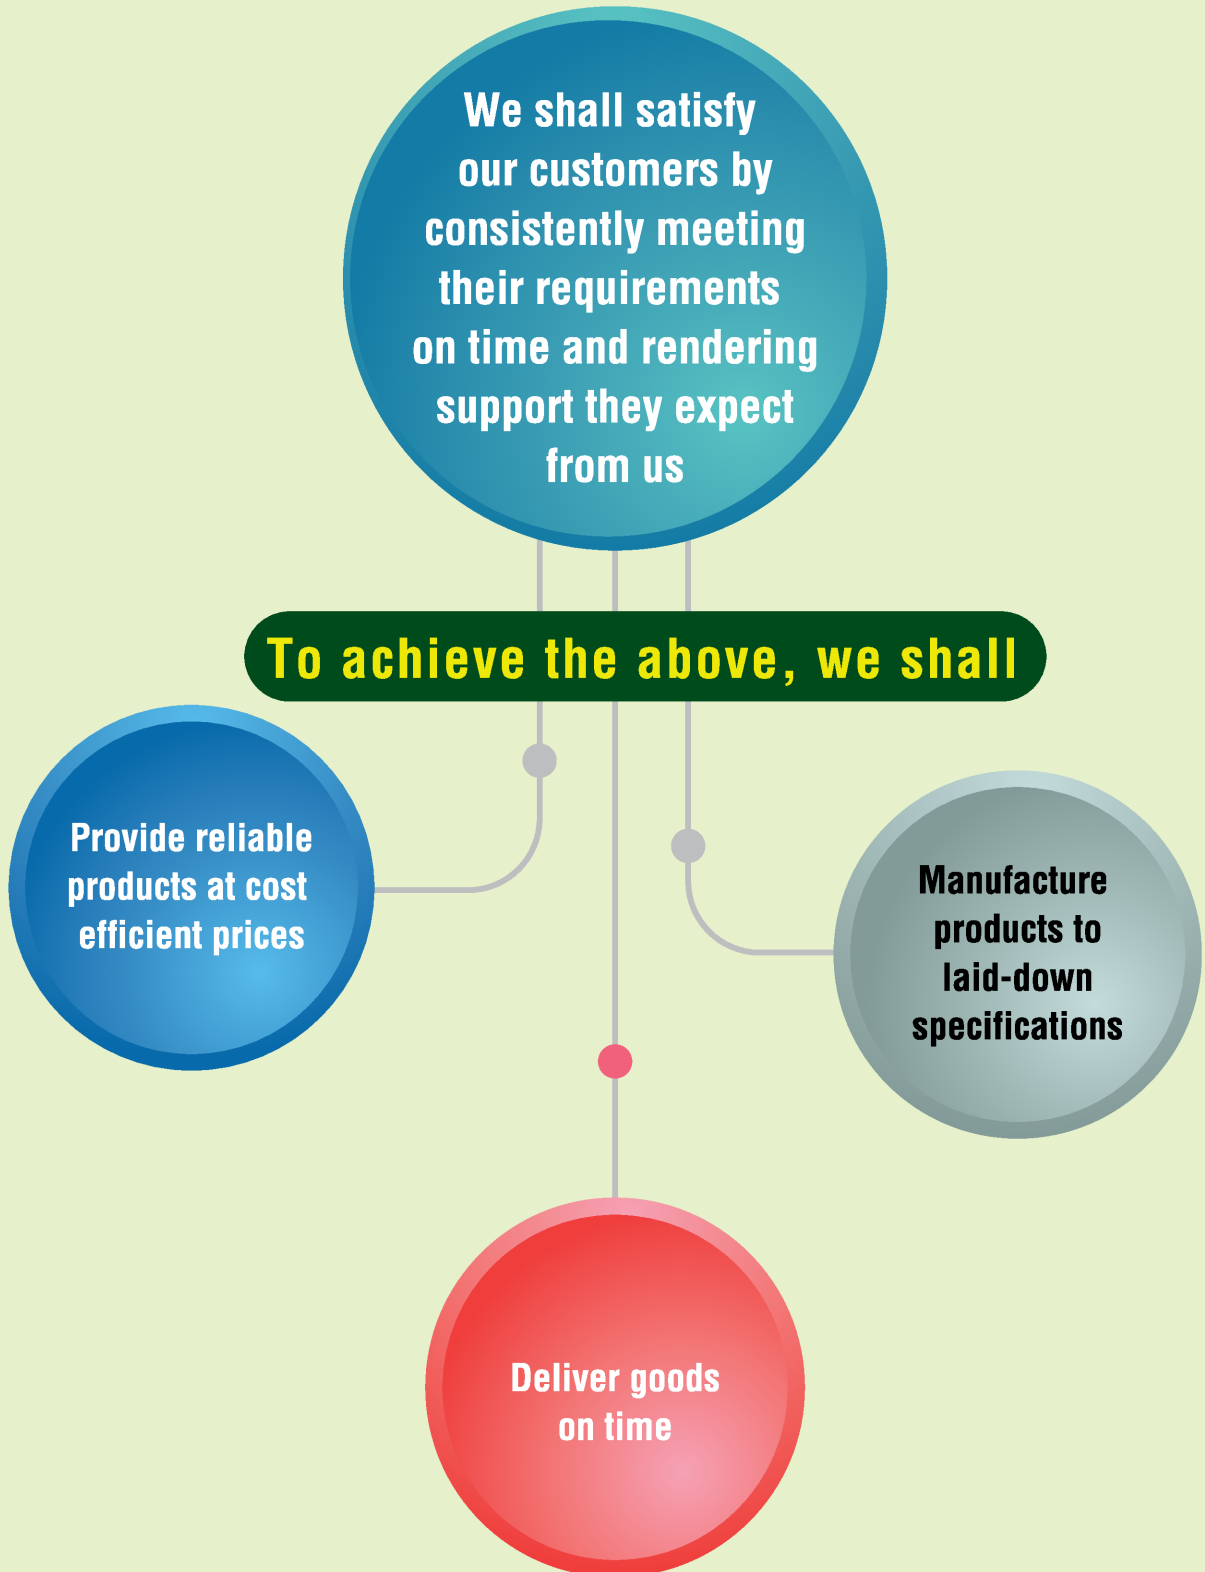 We shall satisfy
our customers by
consistently meeting
their requirements
on time and rendering
support they expect
from us
To achieve the above, we shall
Provide reliable
products at cost
efficient prices
Manufacture
products to
laid-down
specifications
Deliver goods
on time